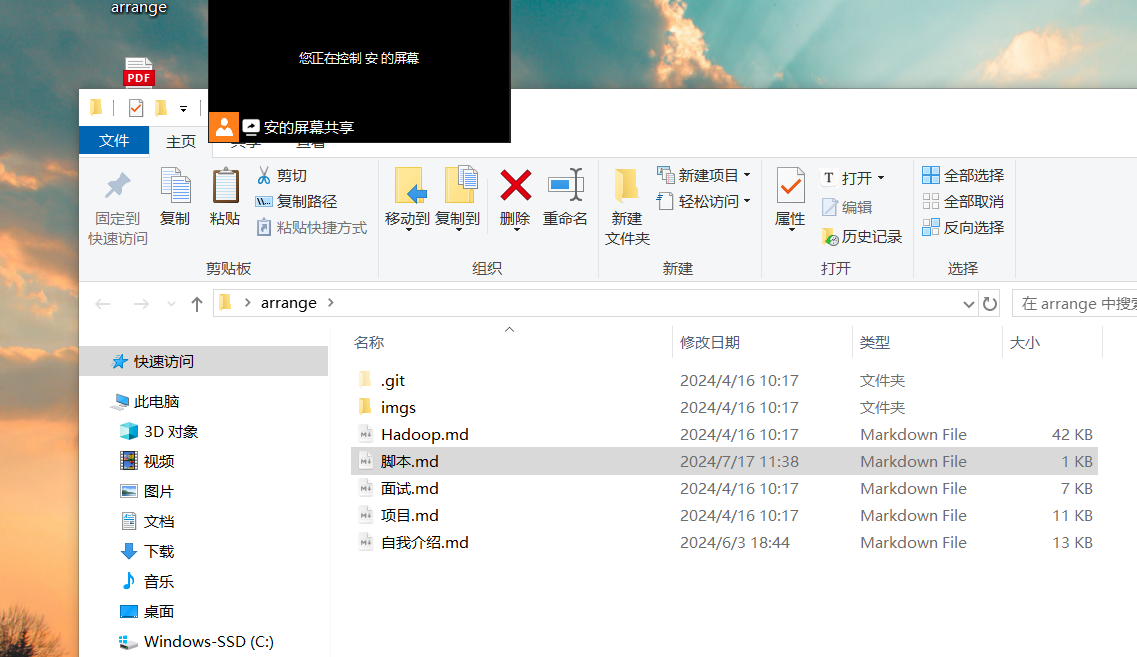 arrange
您正在控制 安 的屏幕
PDF
安的屏幕共享
文件 主页 共享 查看
固定到
快速访问
复制
粘贴
剪切
复制路径
粘贴快捷方式
剪贴板
移动到 复制到 删除 重命名
组织
新建
文件夹
新建项目
轻松访问
新建
属性
打开
编辑
历史记录
打开
全部选择
全部取消
反向选择
选择
arrange
在 arrange 中搜索
名称 修改日期 类型 大小
快速访问
此电脑
3D 对象
视频
图片
文档
下载
音乐
桌面
Windows-SSD (C:)
.git 2024/4/16 10:17 文件夹
imgs 2024/4/16 10:17 文件夹
Hadoop.md 2024/4/16 10:17 Markdown File 42 KB
脚本.md 2024/7/17 11:38 Markdown File 1 KB
面试.md 2024/4/16 10:17 Markdown File 7 KB
项目.md 2024/4/16 10:17 Markdown File 11 KB
自我介绍.md 2024/6/3 18:44 Markdown File 13 KB